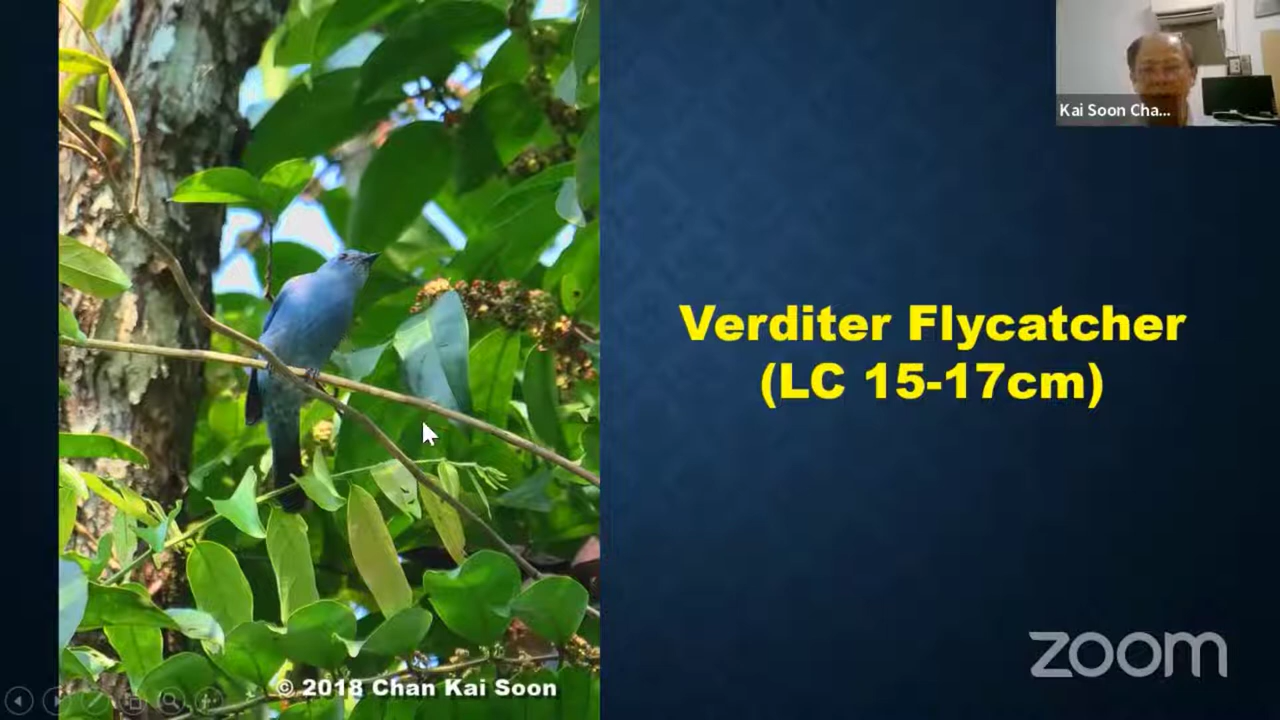 Kai Soon Cha...
Verditer Flycatcher
(LC 15-17cm)
zoom
© 2018 Chan Kai Soon